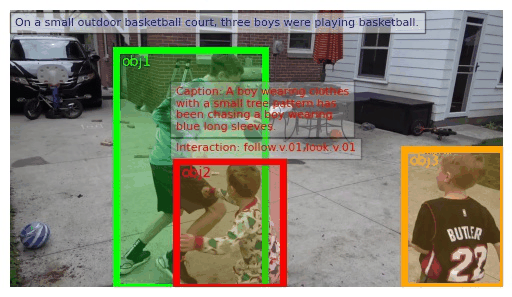 On a small outdoor basketball court, three boys were playing basketball.
obj1
Caption: A boy wearing clothes
with a small tree pattern has
been chasing a boy wearing
blue long sleeves.
Interaction: follow.v.01,look.v.01
obj2
obj3
BUTLER
22